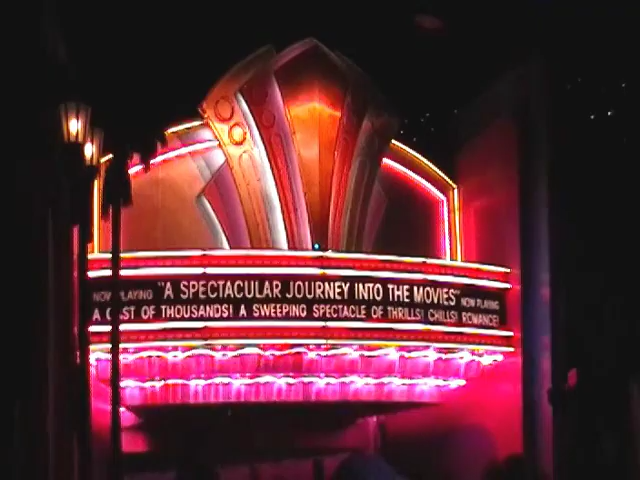 NOW PLAYING "A SPECTACULAR JOURNEY INTO THE MOVIES" NOW PLAYING
A CAST OF THOUSANDS! A SWEEPING SPECTACLE OF THRILLS! CHILLS! ROMANCE!